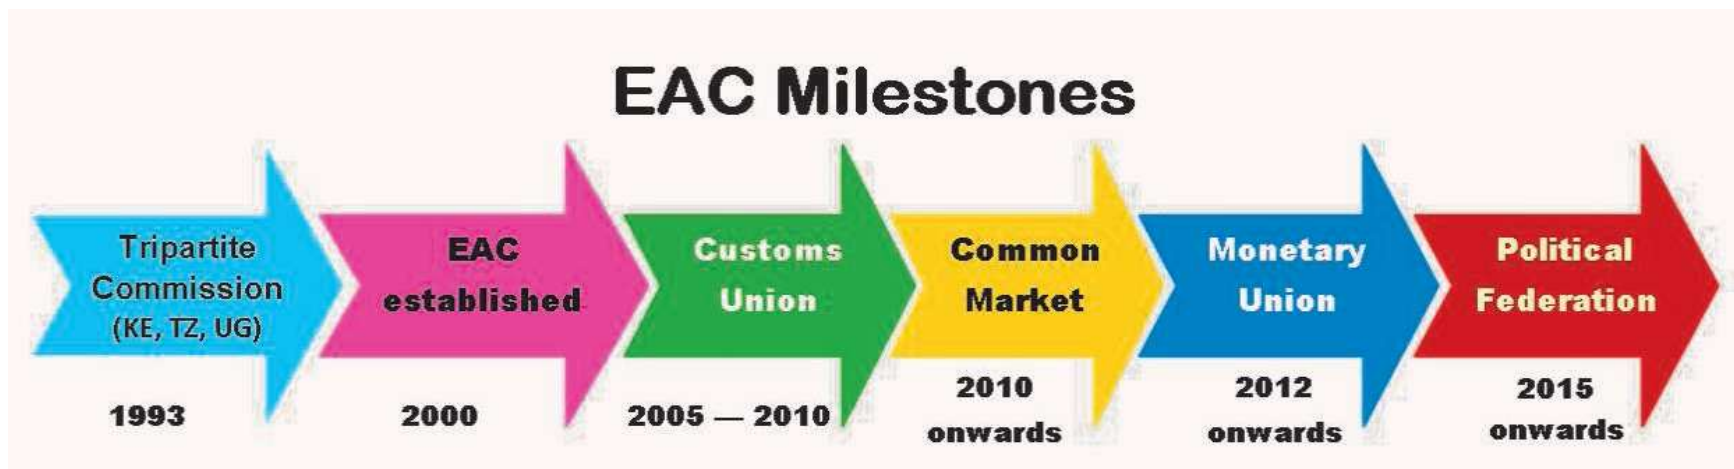 EAC Milestones
Tripartite
Commission
(KE, TZ, UG)
1993
EAC
established
2000
Customs
Union
2005 — 2010
Common
Market
2010
onwards
Monetary
Union
2012
onwards
Political
Federation
2015
onwards